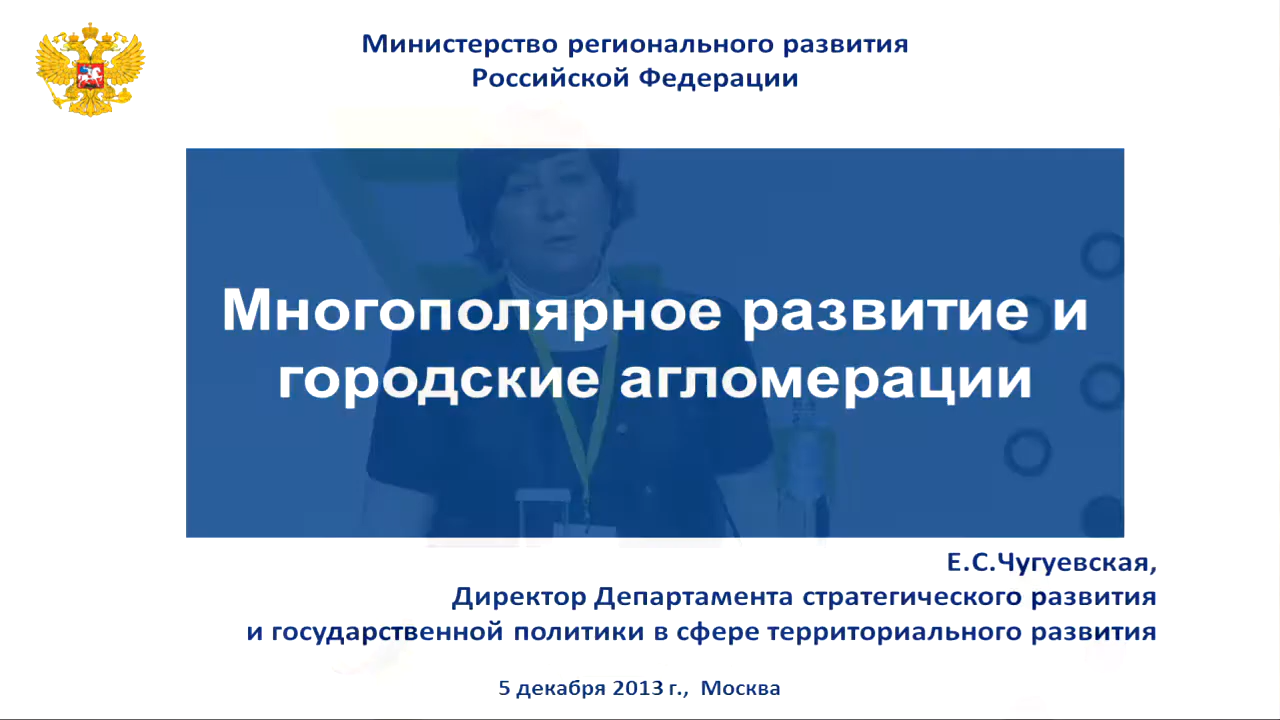 Министерство регионального развития
Российской Федерации
Многополярное развитие и
городские агломерации
Е.С.Чугуевская,
Директор Департамента стратегического развития
и государственной политики в сфере территориального развития
5 декабря 2013 г., Москва